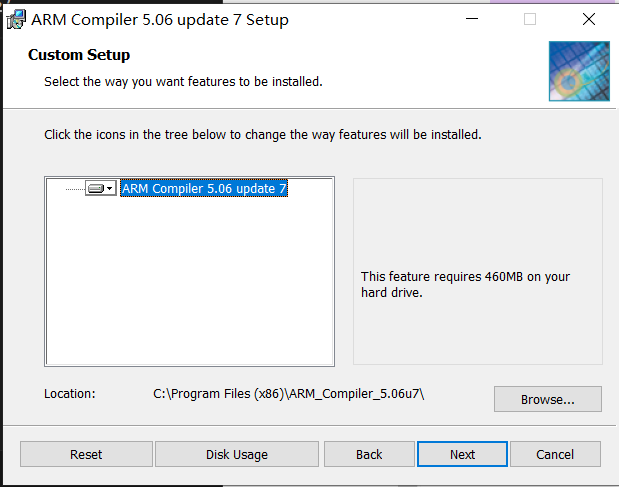 ARM Compiler 5.06 update 7 Setup
Custom Setup
Select the way you want features to be installed.
Click the icons in the tree below to change the way features will be installed.
ARM Compiler 5.06 update 7
This feature requires 460MB on your
hard drive.
Location: C:\Program Files (x86)\ARM_Compiler_5.06u7\
Browse...
Reset Disk Usage Back Next Cancel